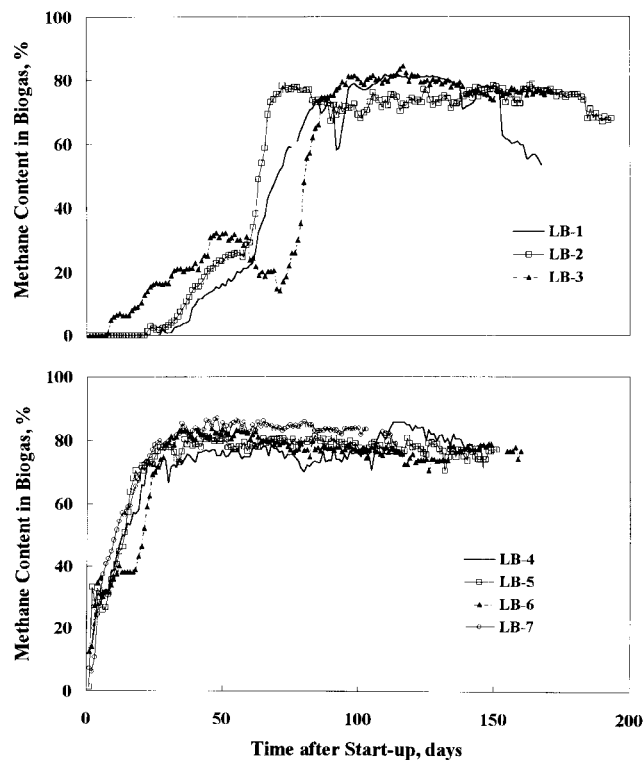 100
80
60
40
20
0
Methane Content in Biogas, %
LB-1
LB-2
LB-3
100
80
60
40
20
0
Methane Content in Biogas, %
LB-4
LB-5
LB-6
LB-7
0 50 100 150 200
Time after Start-up, days